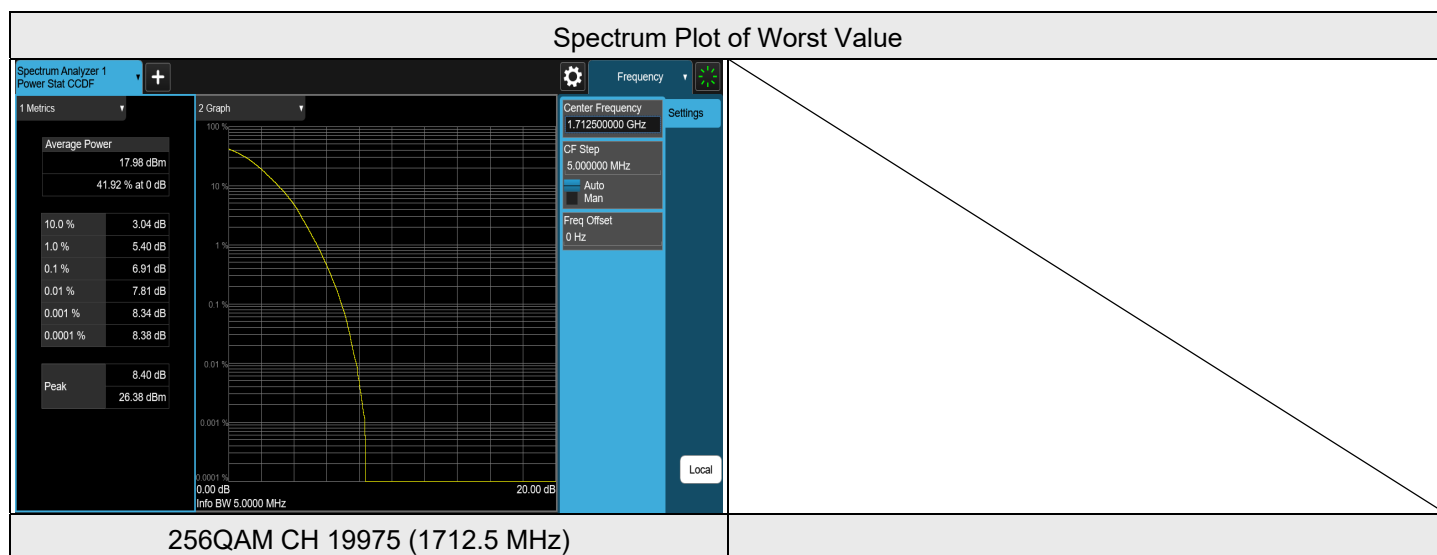 Spectrum Plot of Worst Value
Spectrum Analyzer 1
Power Stat CCDF
+
Frequency
1 Metrics
2 Graph
Center Frequency
1.712500000 GHz
Settings
CF Step
5.000000 MHz
Auto
Man
Freq Offset
0 Hz
Average Power
17.98 dBm
41.92 % at 0 dB
10.0 % 3.04 dB
1.0 % 5.40 dB
0.1 % 6.91 dB
0.01 % 7.81 dB
0.001 % 8.34 dB
0.0001 % 8.38 dB
Peak 8.40 dB
26.38 dBm
100 %
10 %
1 %
0.1 %
0.01 %
0.001 %
0.0001 %
0.00 dB 20.00 dB
Info BW 5.0000 MHz
Local
256QAM CH 19975 (1712.5 MHz)